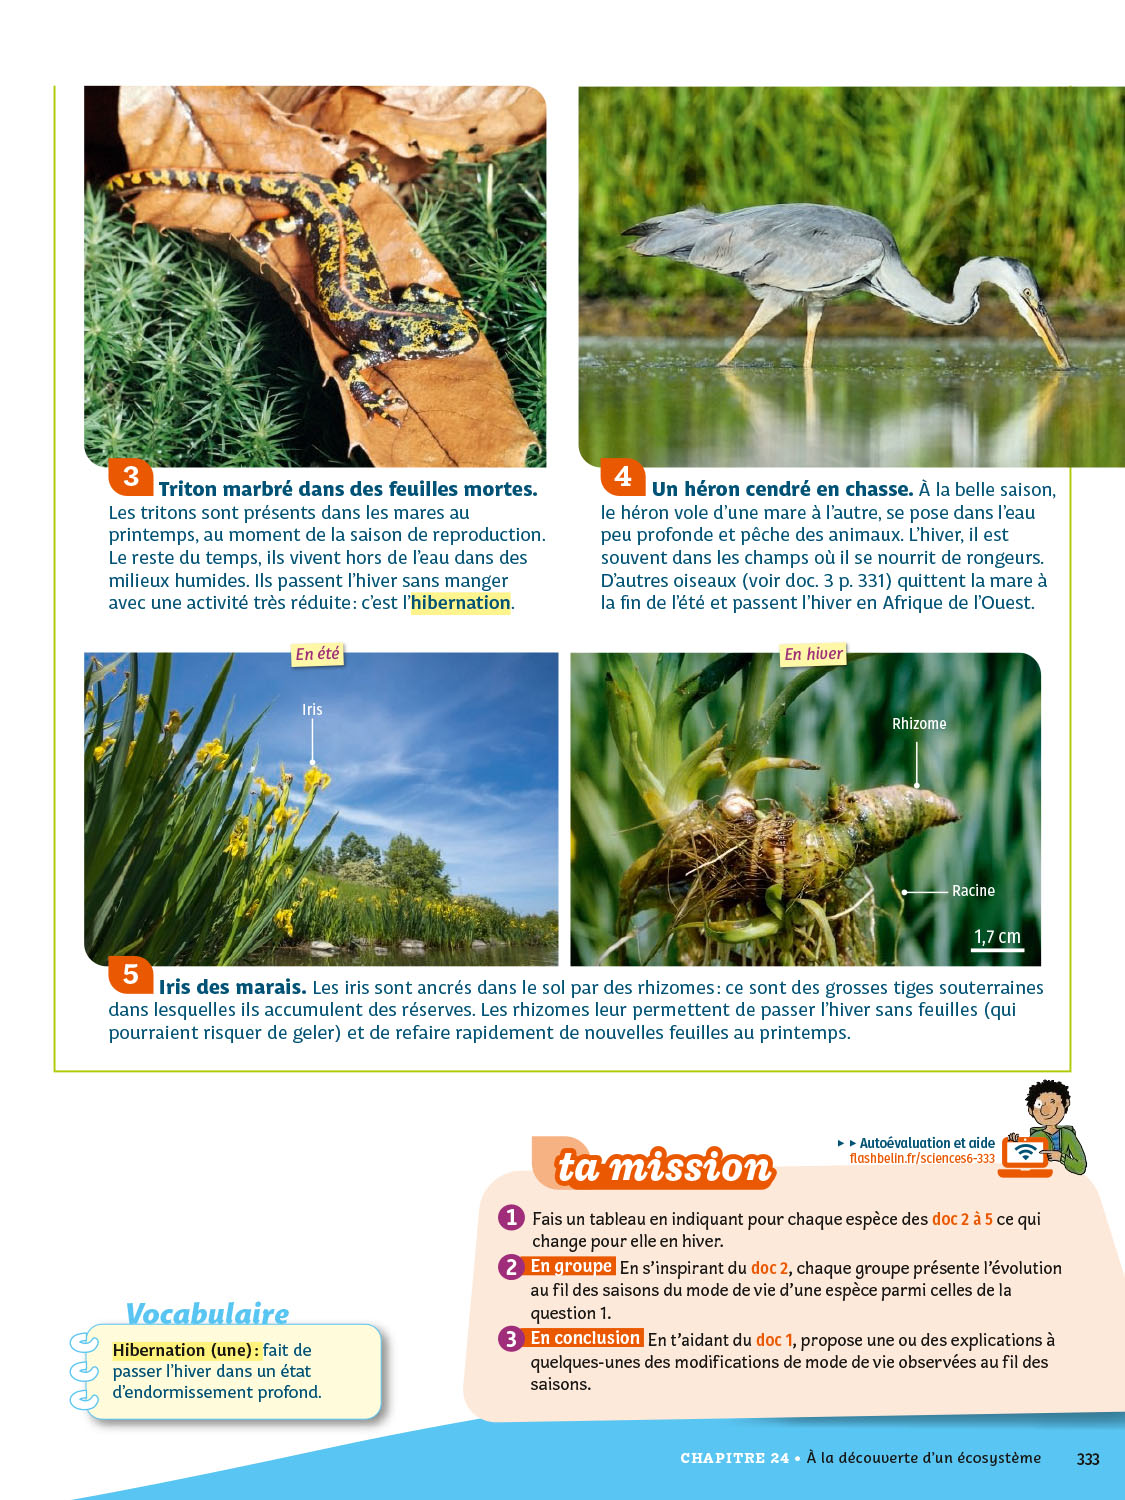 3 Triton marbré dans des feuilles mortes.
Les tritons sont présents dans les mares au
printemps, au moment de la saison de reproduction.
Le reste du temps, ils vivent hors de l'eau dans des
milieux humides. Ils passent l'hiver sans manger
avec une activité très réduite : c'est l'hibernation.
4 Un héron cendré en chasse. À la belle saison,
le héron vole d'une mare à l'autre, se pose dans l'eau
peu profonde et pêche des animaux. L'hiver, il est
souvent dans les champs où il se nourrit de rongeurs.
D'autres oiseaux (voir doc. 3 p. 331) quittent la mare à
la fin de l'été et passent l'hiver en Afrique de l'Ouest.
En été
Iris
En hiver
Rhizome
Racine
1,7 cm
5 Iris des marais. Les iris sont ancrés dans le sol par des rhizomes : ce sont des grosses tiges souterraines
dans lesquelles ils accumulent des réserves. Les rhizomes leur permettent de passer l'hiver sans feuilles (qui
pourraient risquer de geler) et de refaire rapidement de nouvelles feuilles au printemps.
ta mission
Autoévaluation et aide
flashbelin.fr/sciences6-333
1 Fais un tableau en indiquant pour chaque espèce des doc 2 à 5 ce qui
change pour elle en hiver.
2 En groupe En s'inspirant du doc 2, chaque groupe présente l'évolution
au fil des saisons du mode de vie d'une espèce parmi celles de la
question 1.
3 En conclusion En t'aidant du doc 1, propose une ou des explications à
quelques-unes des modifications de mode de vie observées au fil des
saisons.
Vocabulaire
Hibernation (une) : fait de
passer l'hiver dans un état
d'endormissement profond.
CHAPITRE 24 • À la découverte d'un écosystème 333